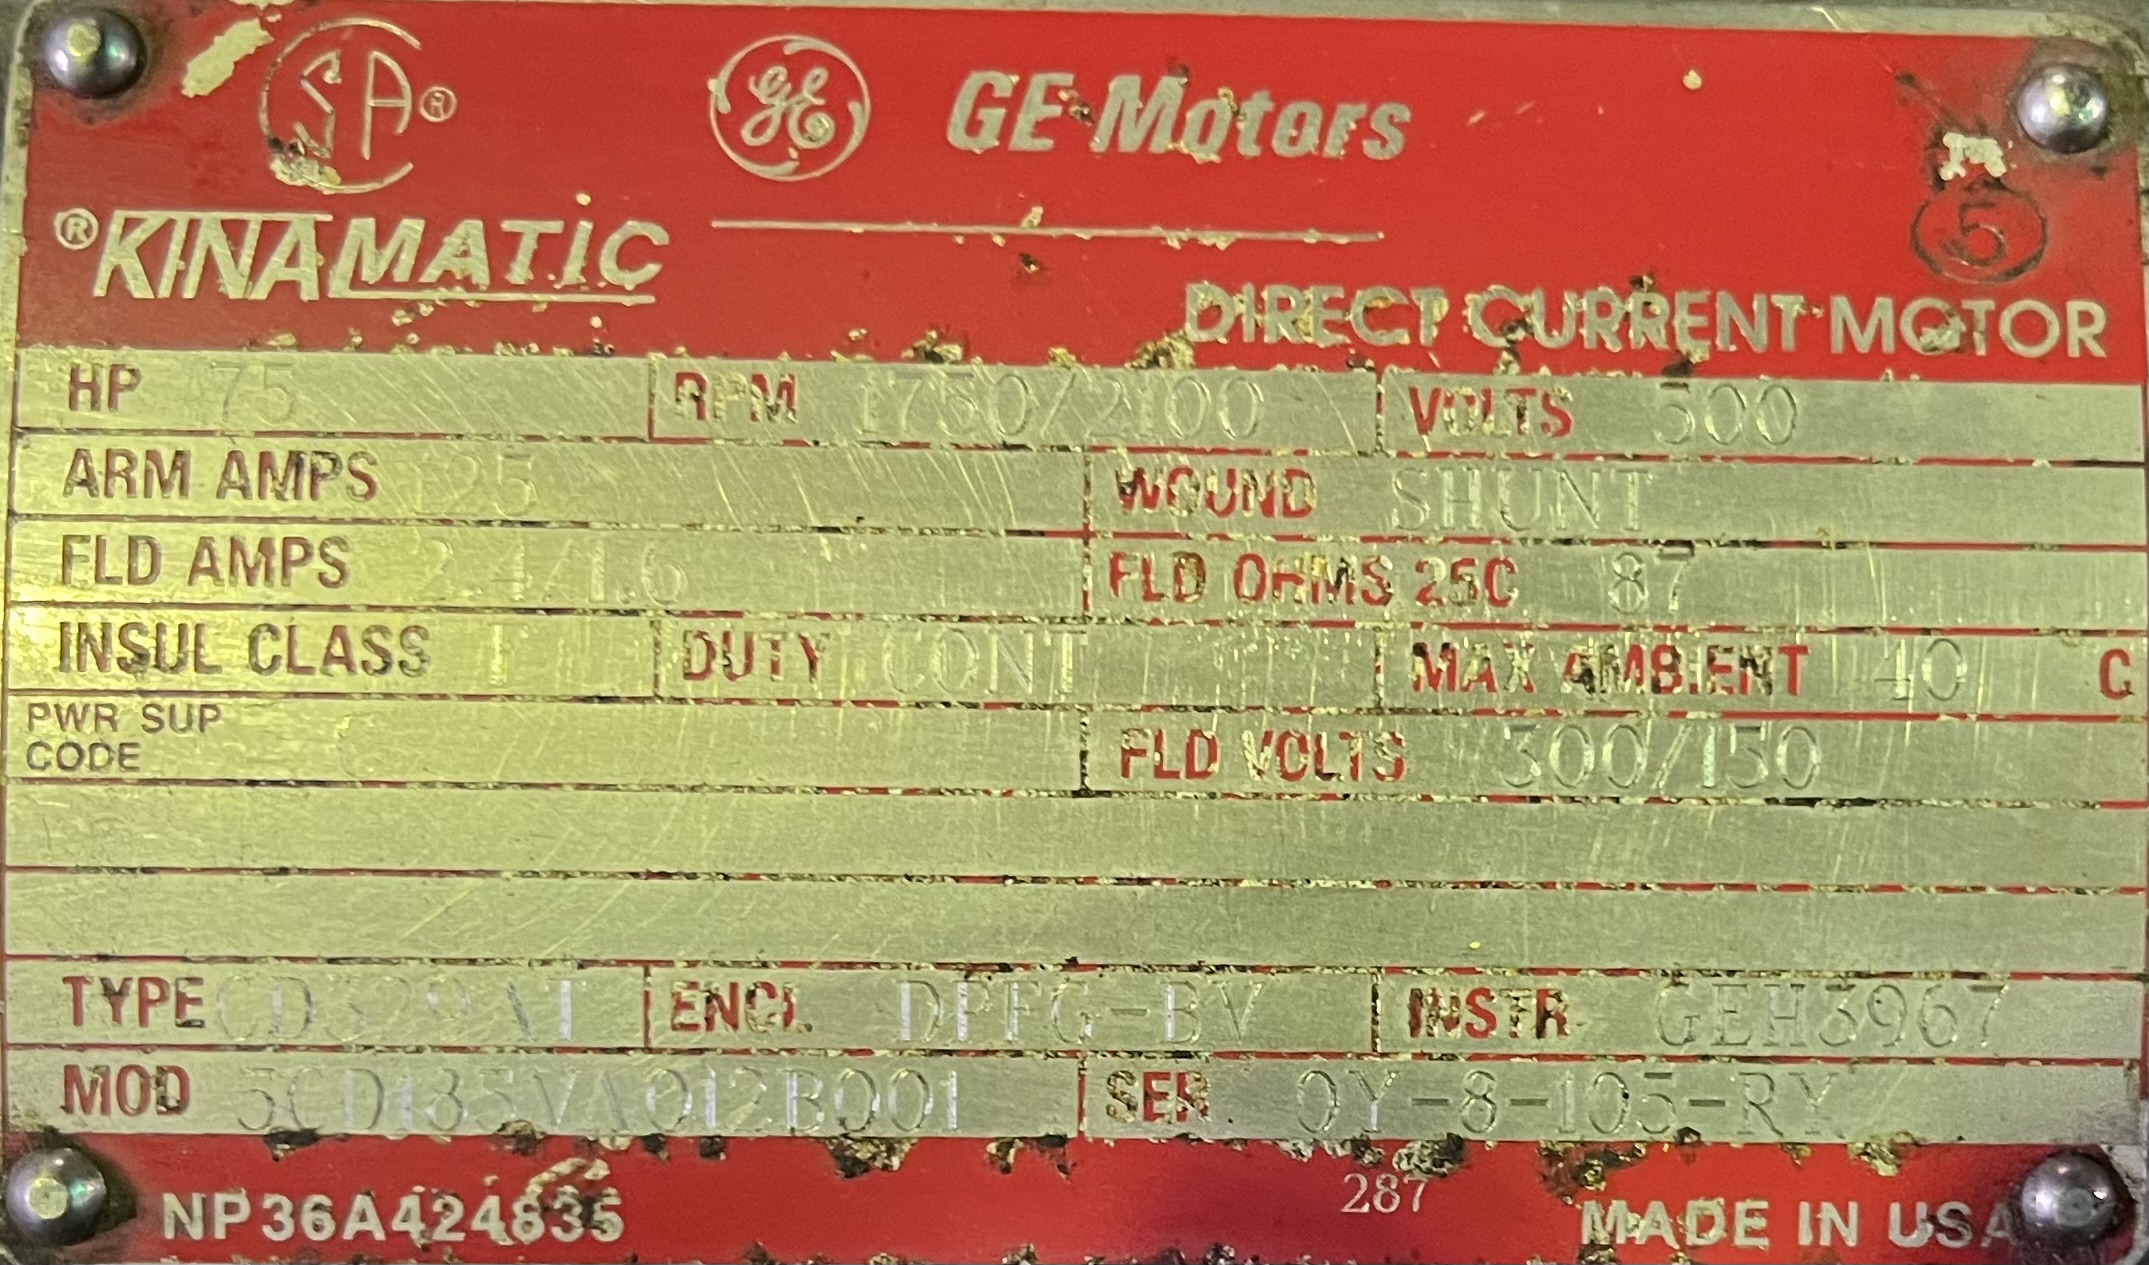 SA® GE GE Motors
®KINAMATIC
5
DIRECT CURRENT MOTOR
HP 75 RPM 1750/2100 VOLTS 500
ARM AMPS 125 WOUND SHUNT
FLD AMPS 2.4/1.6 FLD OHMS 25C 87
INSUL CLASS DUTY CONT MAX AMBIENT 40 C
PWR SUP
CODE
FLD VOLTS 300/150
TYPE CD329AT ENCL DPFG-BV INSTR GEH3967
MOD 5CD185VA012B001 SER OY-8-105-RY
NP36A424835 287 MADE IN USA